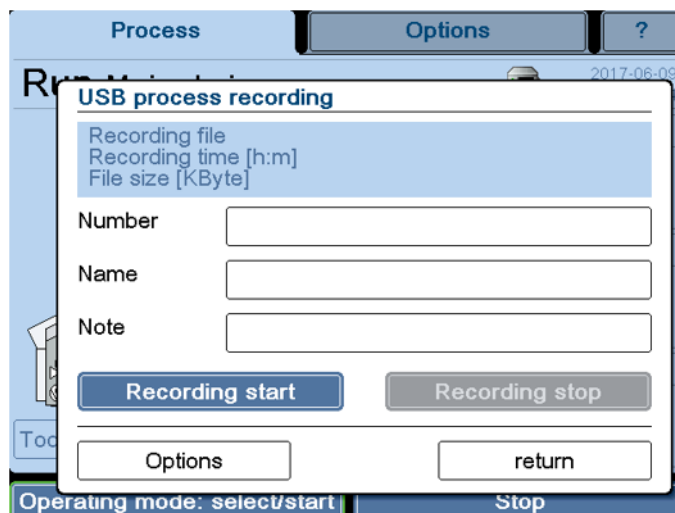 Process
Options
?
2017-06-09
USB process recording
Recording file
Recording time [h:m]
File size [KByte]
Number
Name
Note
Recording start
Recording stop
Options
return
Operating mode: select/start
Stop